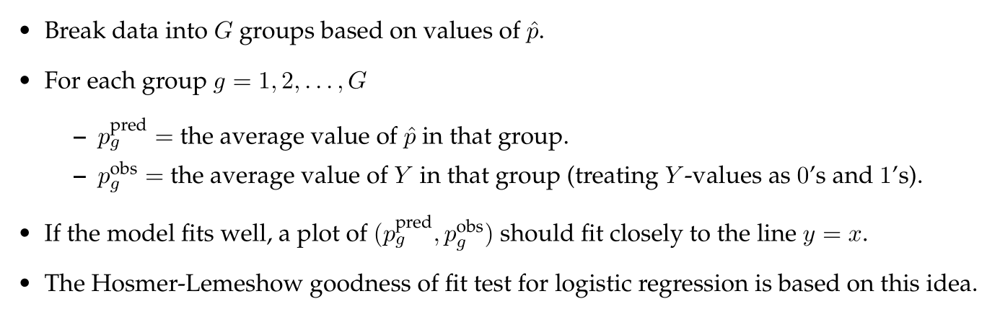 • Break data into $G$ groups based on values of $\hat{p}$.
• For each group $g = 1, 2, \ldots, G$
– $p_g^{\text{pred}}$ = the average value of $\hat{p}$ in that group.
– $p_g^{\text{obs}}$ = the average value of $Y$ in that group (treating $Y$-values as $0$'s and $1$'s).
• If the model fits well, a plot of $(p_g^{\text{pred}}, p_g^{\text{obs}})$ should fit closely to the line $y = x$.
• The Hosmer-Lemeshow goodness of fit test for logistic regression is based on this idea.